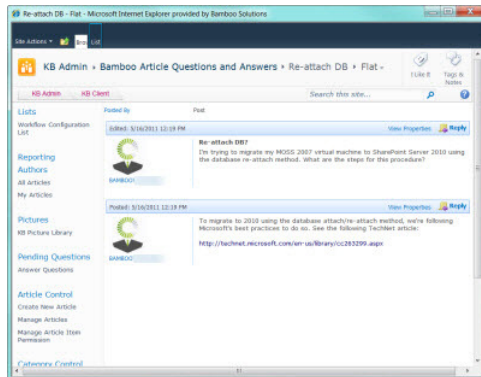 Re-attach DB - Flat - Microsoft Internet Explorer provided by Bamboo Solutions
Site Actions
Brow
List
KB Admin ▸ Bamboo Article Questions and Answers ▸ Re-attach DB ▸ Flat
I Like It
Tags & Notes
KB Admin
KB Client
Search this site...
Lists
Workflow Configuration List
Reporting
Authors
All Articles
My Articles
Pictures
KB Picture Library
Pending Questions
Answer Questions
Article Control
Create New Article
Manage Articles
Manage Article Item Permission
Category Control
Posted By
Post
Edited: 5/16/2011 12:19 PM
View Properties
Reply
BAMBOO
Re-attach DB?
I'm trying to migrate my MOSS 2007 virtual machine to SharePoint Server 2010 using
the database re-attach method. What are the steps for this procedure?
Posted: 5/16/2011 12:19 PM
View Properties
Reply
BAMBOO
To migrate to 2010 using the database attach/re-attach method, we're following
Microsoft's best practices to do so. See the following TechNet article:
http://technet.microsoft.com/en-us/library/cc263299.aspx